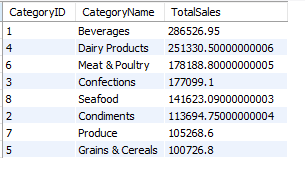 CategoryID CategoryName TotalSales
1 Beverages 286526.95
4 Dairy Products 251330.50000000006
6 Meat & Poultry 178188.80000000005
3 Confections 177099.1
8 Seafood 141623.09000000003
2 Condiments 113694.75000000004
7 Produce 105268.6
5 Grains & Cereals 100726.8